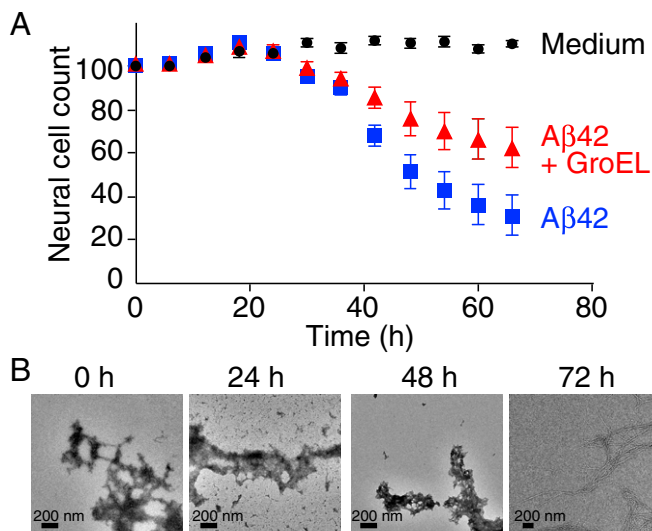 A
Neural cell count
100
80
60
40
20
0
0 20 40 60 80
Time (h)
Medium
Aβ42
+ GroEL
Aβ42
B
0 h 24 h 48 h 72 h
200 nm 200 nm 200 nm 200 nm